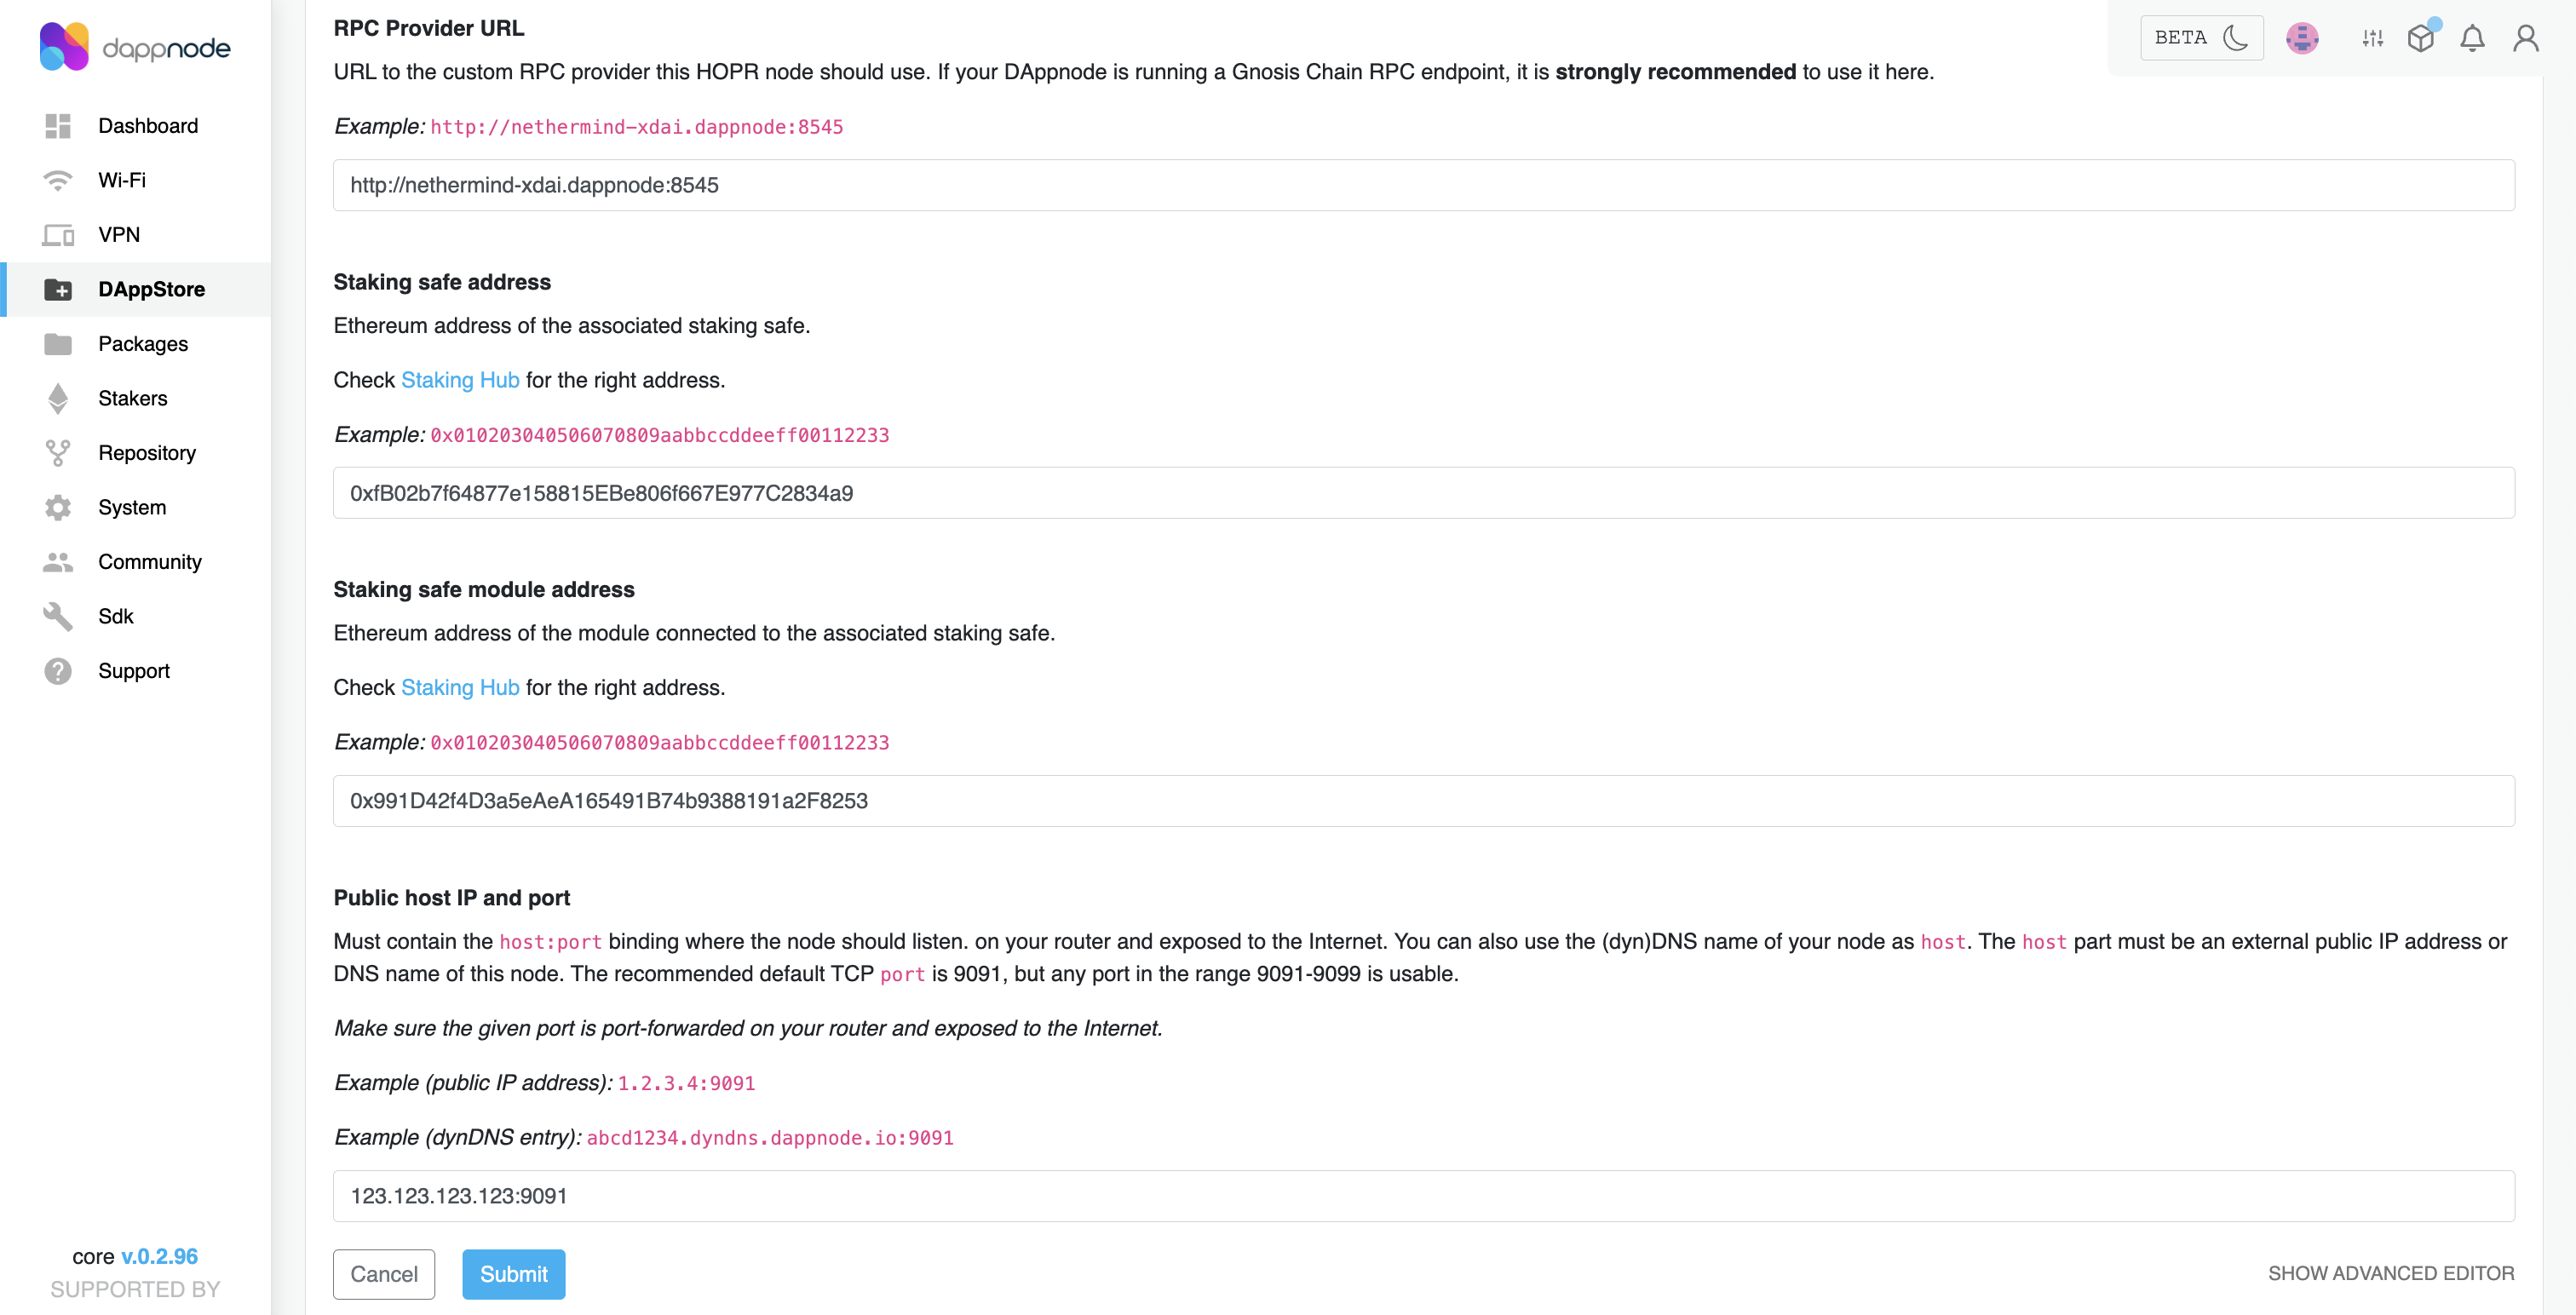 dappnode
Dashboard
Wi-Fi
VPN
DAppStore
Packages
Stakers
Repository
System
Community
Sdk
Support
core v.0.2.96
SUPPORTED BY
BETA
RPC Provider URL
URL to the custom RPC provider this HOPR node should use. If your DAppnode is running a Gnosis Chain RPC endpoint, it is strongly recommended to use it here.
Example: http://nethermind-xdai.dappnode:8545
http://nethermind-xdai.dappnode:8545
Staking safe address
Ethereum address of the associated staking safe.
Check Staking Hub for the right address.
Example: 0x010203040506070809aabbccddeeff00112233
0xfB02b7f64877e158815EBe806f667E977C2834a9
Staking safe module address
Ethereum address of the module connected to the associated staking safe.
Check Staking Hub for the right address.
Example: 0x010203040506070809aabbccddeeff00112233
0x991D42f4D3a5eAeA165491B74b9388191a2F8253
Public host IP and port
Must contain the host:port binding where the node should listen. on your router and exposed to the Internet. You can also use the (dyn)DNS name of your node as host. The host part must be an external public IP address or
DNS name of this node. The recommended default TCP port is 9091, but any port in the range 9091-9099 is usable.
Make sure the given port is port-forwarded on your router and exposed to the Internet.
Example (public IP address): 1.2.3.4:9091
Example (dynDNS entry): abcd1234.dyndns.dappnode.io:9091
123.123.123.123:9091
Cancel
Submit
SHOW ADVANCED EDITOR